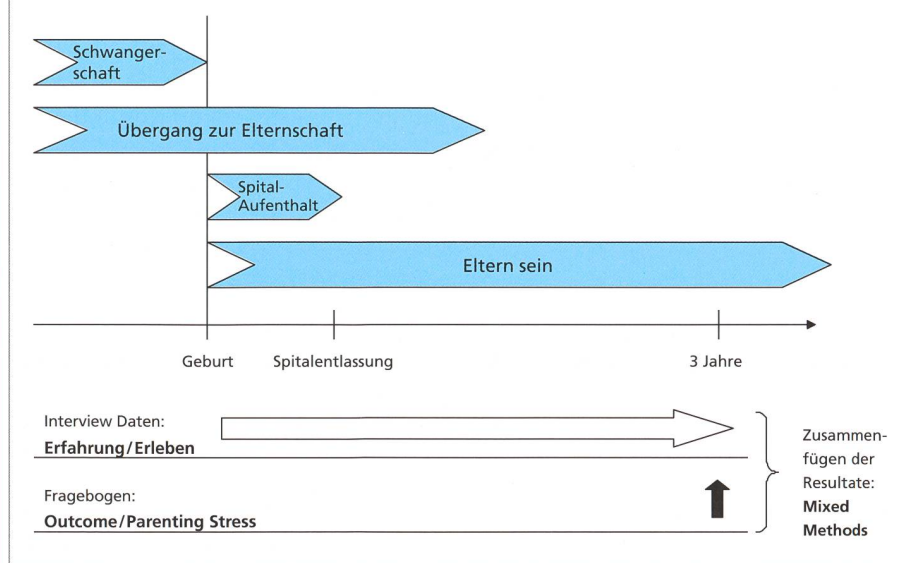 Schwanger-
schaft
Übergang zur Elternschaft
Spital-
Aufenthalt
Eltern sein
Geburt
Spitalentlassung
3 Jahre
Interview Daten:
Erfahrung/Erleben
Fragebogen:
Outcome/Parenting Stress
Zusammen-
fügen der
Resultate:
Mixed
Methods